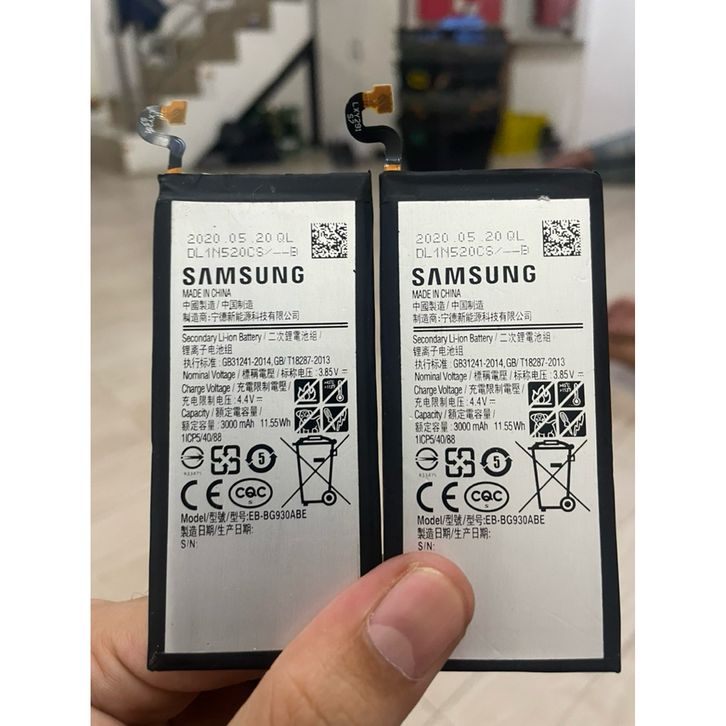 2020.05.20 QL
DL1N520CS/--B
SAMSUNG
MADE IN CHINA
中國製造/中国制造
製造商:宁德新能源科技有限公司
Secondary Li-ion Battery / 二次鋰電池組/
锂离子电池组
执行标准: GB31241-2014, GB/T18287-2013
Nominal Voltage / 標稱電壓 / 标称电压: 3.85V
Charge Voltage / 充電限制電壓 /
充电限制电压: 4.4V
Capacity / 額定電容量 /
额定容量: 3000 mAh 11.55Wh
1ICP5/40/88
5
CE CQC
S
Model/型號/型号:EB-BG930ABE
製造日期/生产日期:
S/N:
LXY291
S7
2020.05.20 QL
DL1N520CS/--B
SAMSUNG
MADE IN CHINA
中國製造/中国制造
製造商:宁德新能源科技有限公司
Secondary Li-ion Battery / 二次鋰電池組/
锂离子电池组
执行标准: GB31241-2014, GB/T18287-2013
Nominal Voltage / 標稱電壓 / 标称电压: 3.85V
Charge Voltage / 充電限制電壓 /
充电限制电压: 4.4V
Capacity / 額定電容量 /
额定容量: 3000 mAh 11.55Wh
1ICP5/40/88
5
CE CQC
S
Model/型號/型号:EB-BG930ABE
製造日期/生产日期:
S/N: